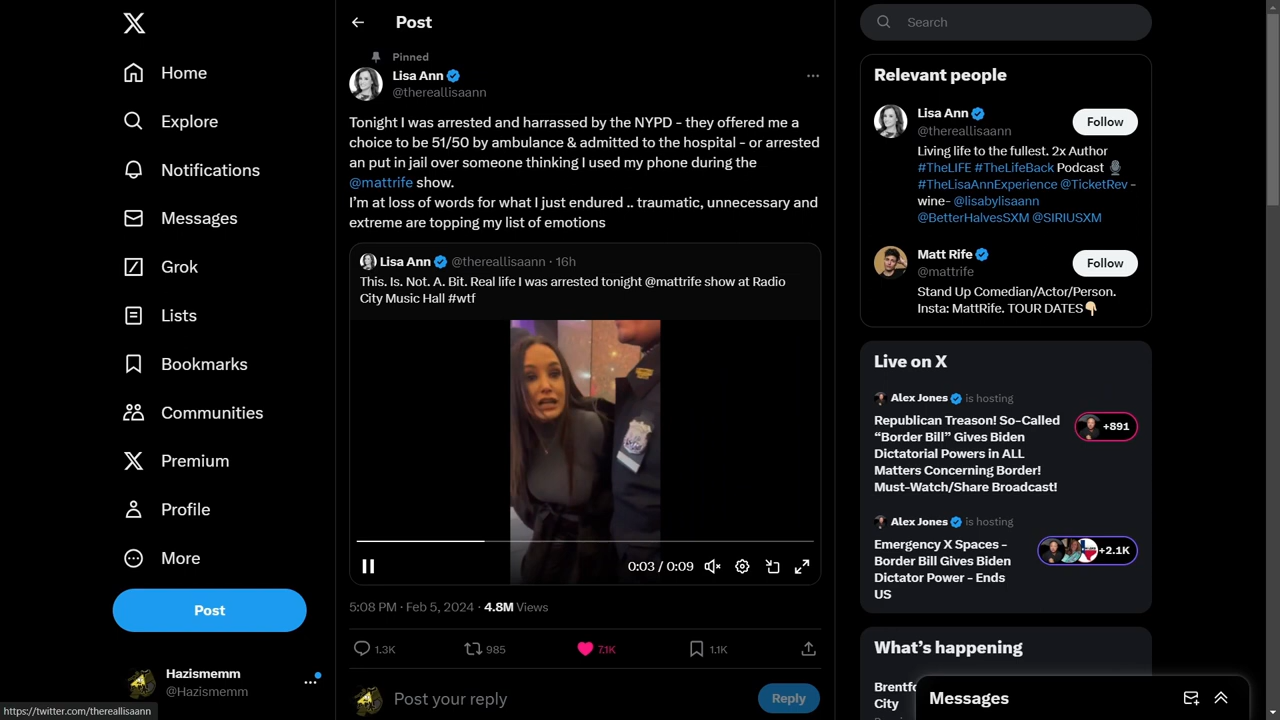 Home
Explore
Notifications
Messages
Grok
Lists
Bookmarks
Communities
Premium
Profile
More
Post
Hazismemm
@Hazismemm
https://twitter.com/thereallisaann
Post
Pinned
Lisa Ann
@thereallisaann
Tonight I was arrested and harrassed by the NYPD - they offered me a
choice to be 51/50 by ambulance & admitted to the hospital - or arrested
an put in jail over someone thinking I used my phone during the
@mattrife show.
I'm at loss of words for what I just endured .. traumatic, unnecessary and
extreme are topping my list of emotions
Lisa Ann @thereallisaann · 16h
This. Is. Not. A. Bit. Real life I was arrested tonight @mattrife show at Radio
City Music Hall #wtf
0:03 / 0:09
5:08 PM · Feb 5, 2024 · 4.8M Views
1.3K 985 7.1K 1.1K
Post your reply
Reply
Search
Relevant people
Lisa Ann
@thereallisaann
Follow
Living life to the fullest. 2x Author
#TheLIFE #TheLifeBack Podcast
#TheLisaAnnExperience @TicketRev -
wine- @lisabylisaann
@BetterHalvesSXM @SIRIUSXM
Matt Rife
@mattrife
Follow
Stand Up Comedian/Actor/Person.
Insta: MattRife. TOUR DATES👇🏼
Live on X
Alex Jones is hosting
Republican Treason! So-Called
“Border Bill” Gives Biden
Dictatorial Powers in ALL
Matters Concerning Border!
Must-Watch/Share Broadcast!
+891
Alex Jones is hosting
Emergency X Spaces -
Border Bill Gives Biden
Dictator Power - Ends
US
+2.1K
What's happening
Brentfo
City
Messages